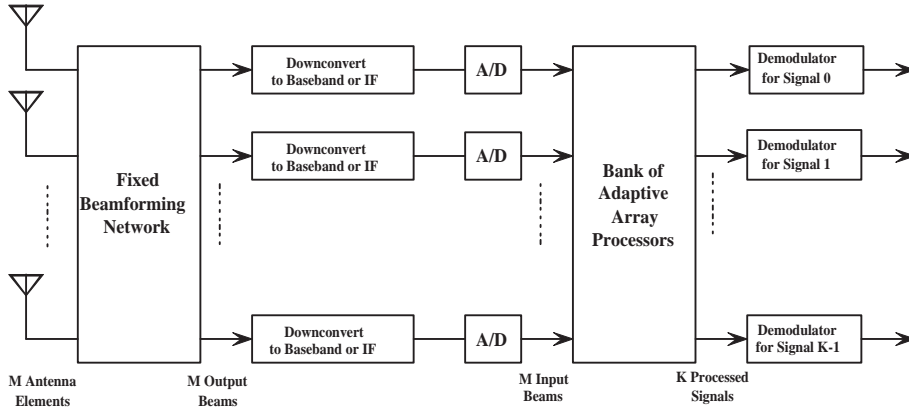 Downconvert
to Baseband or IF
A/D
Demodulator
for Signal 0
Downconvert
to Baseband or IF
A/D
Demodulator
for Signal 1
Fixed
Beamforming
Network
Bank of
Adaptive
Array
Processors
Downconvert
to Baseband or IF
A/D
Demodulator
for Signal K-1
M Antenna
Elements
M Output
Beams
M Input
Beams
K Processed
Signals